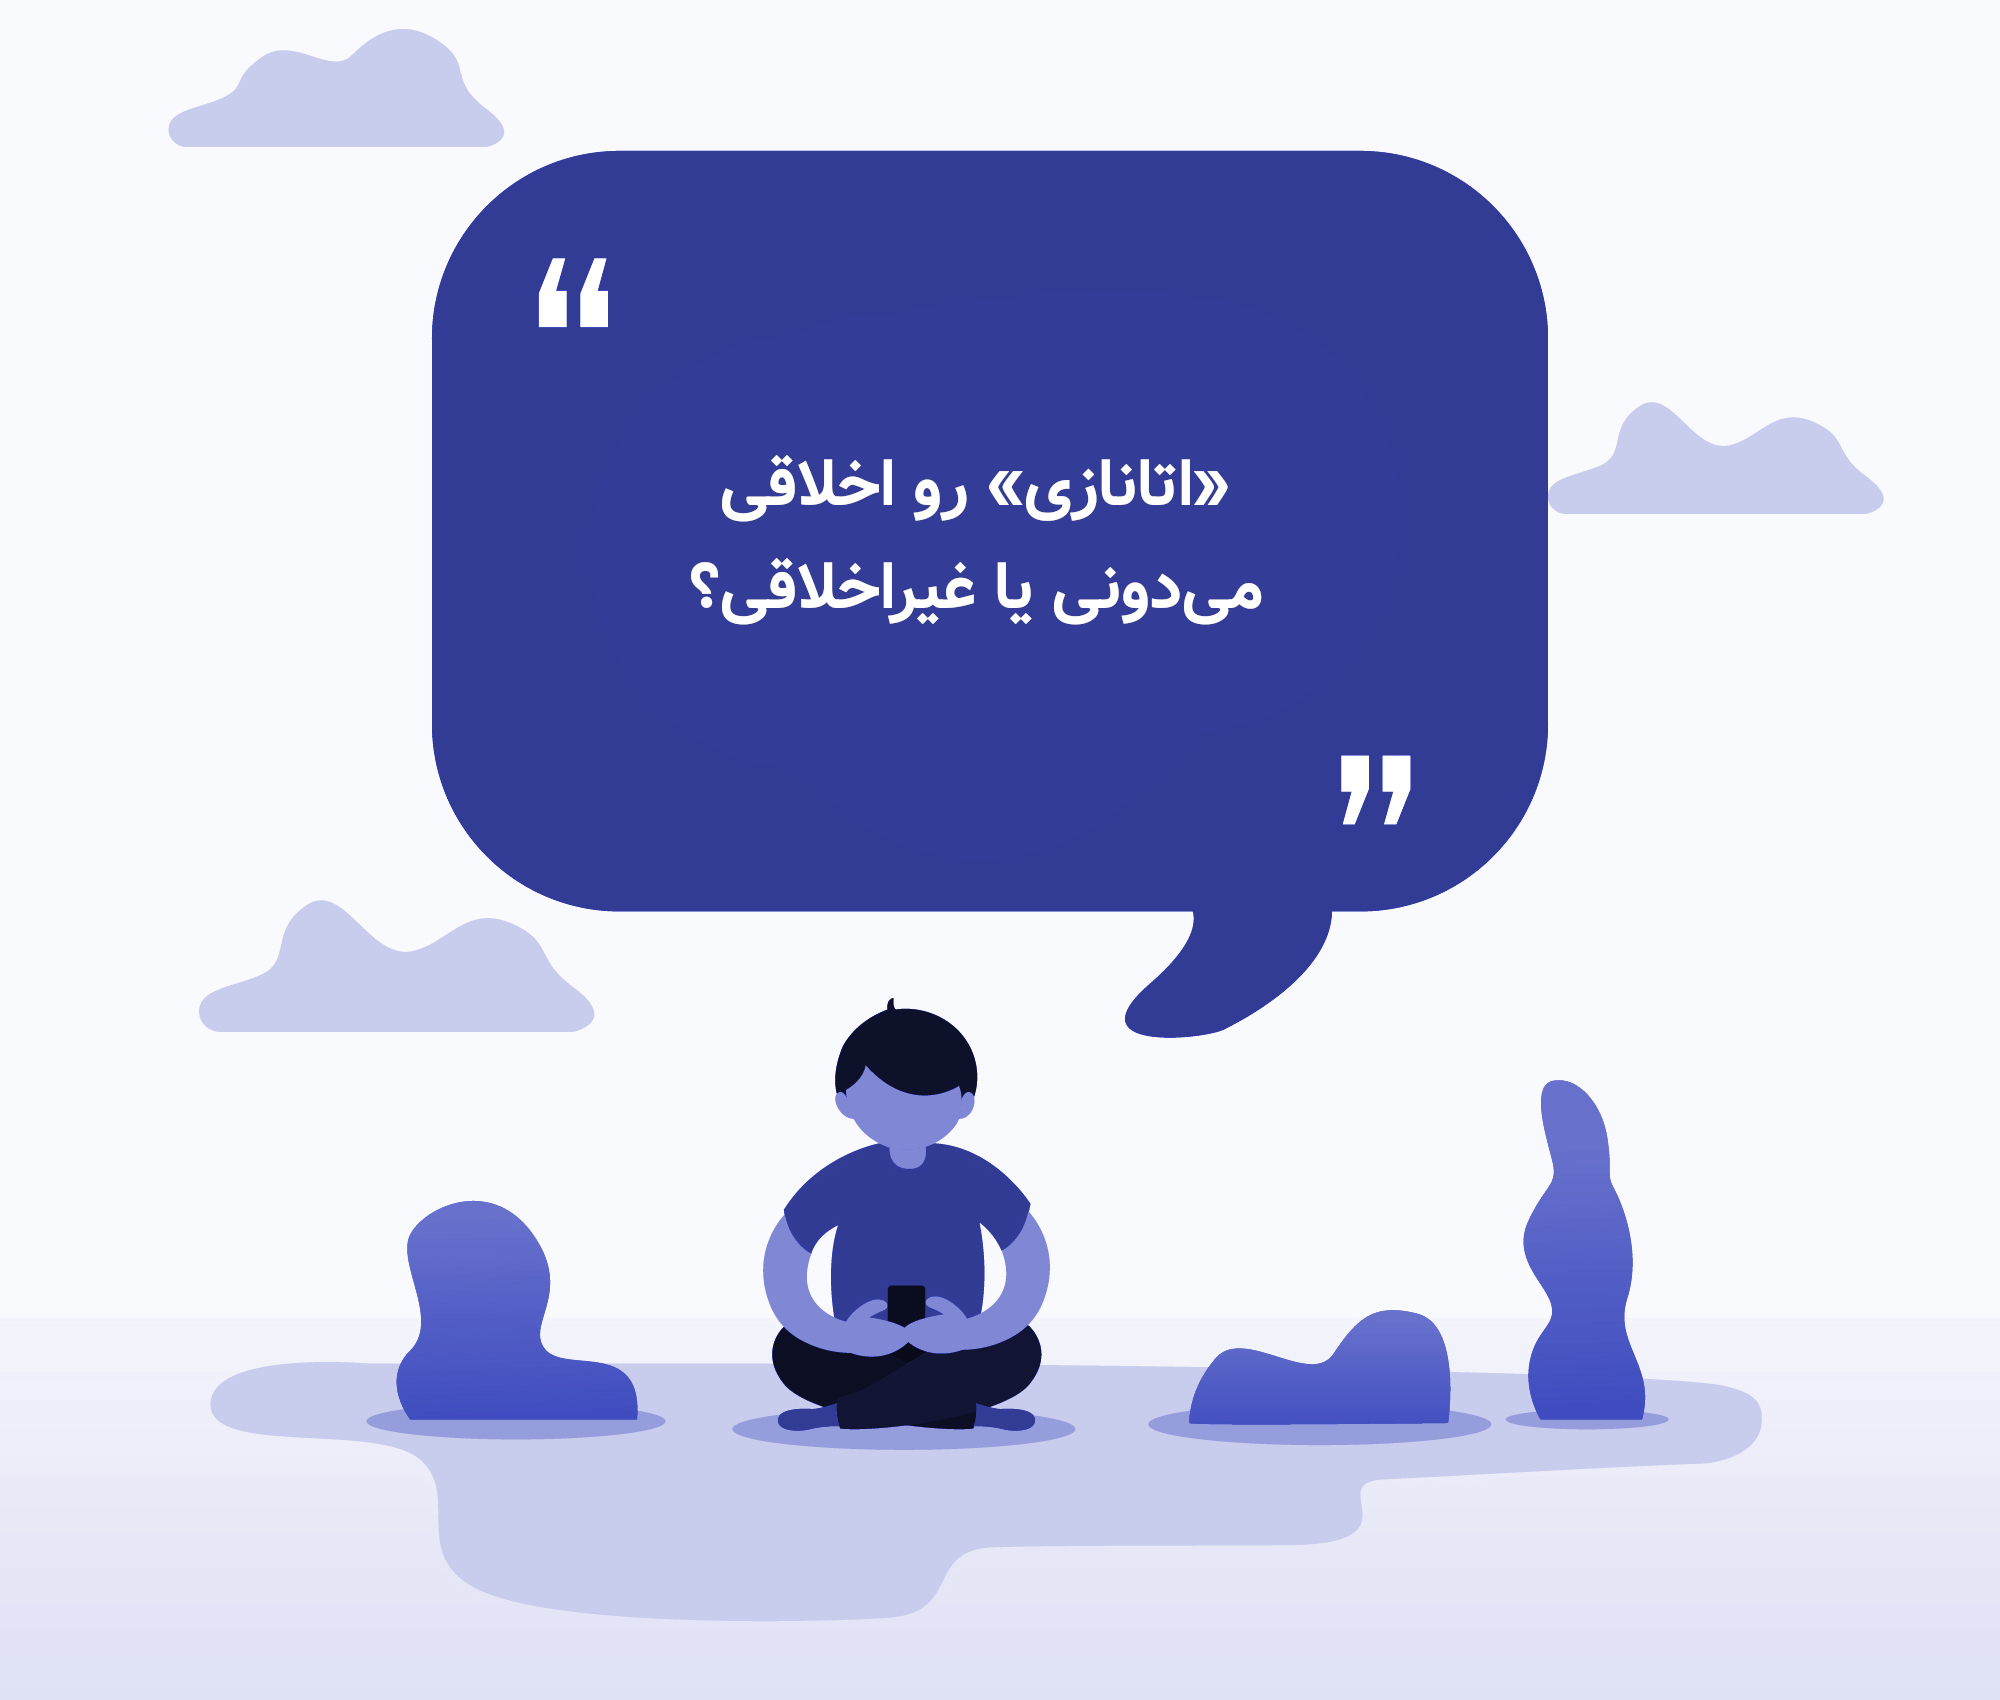 “
«اتانازی» رو اخلاقی
می‌دونی یا غیراخلاقی؟
”